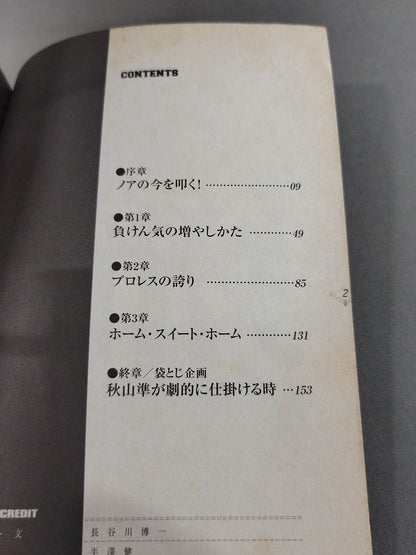 CONTENTS
●序章
ノアの今を叩く! ………………………09
●第1章
負けん気の増やしかた …………49
●第2章
プロレスの誇り …………………………85
●第3章
ホーム・スイート・ホーム …………131
●終章／袋とじ企画
秋山準が劇的に仕掛ける時 …153
2
CREDIT
文
長谷川博一